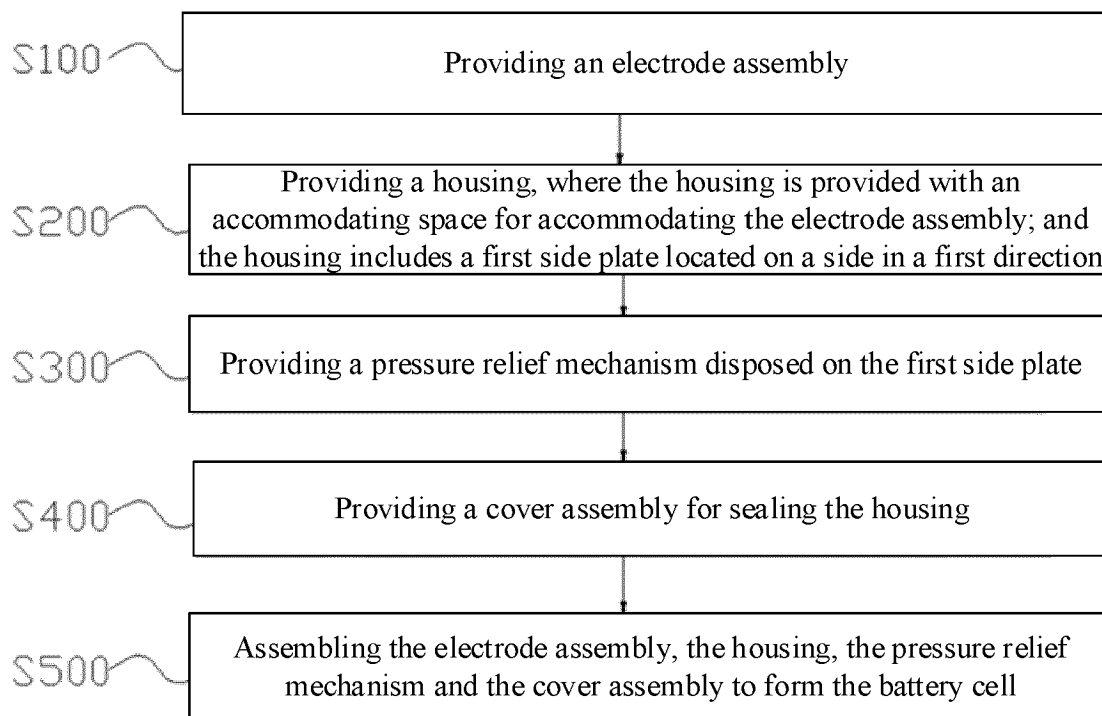 S100
Providing an electrode assembly
S200
Providing a housing, where the housing is provided with an
accommodating space for accommodating the electrode assembly; and
the housing includes a first side plate located on a side in a first direction
S300
Providing a pressure relief mechanism disposed on the first side plate
S400
Providing a cover assembly for sealing the housing
S500
Assembling the electrode assembly, the housing, the pressure relief
mechanism and the cover assembly to form the battery cell